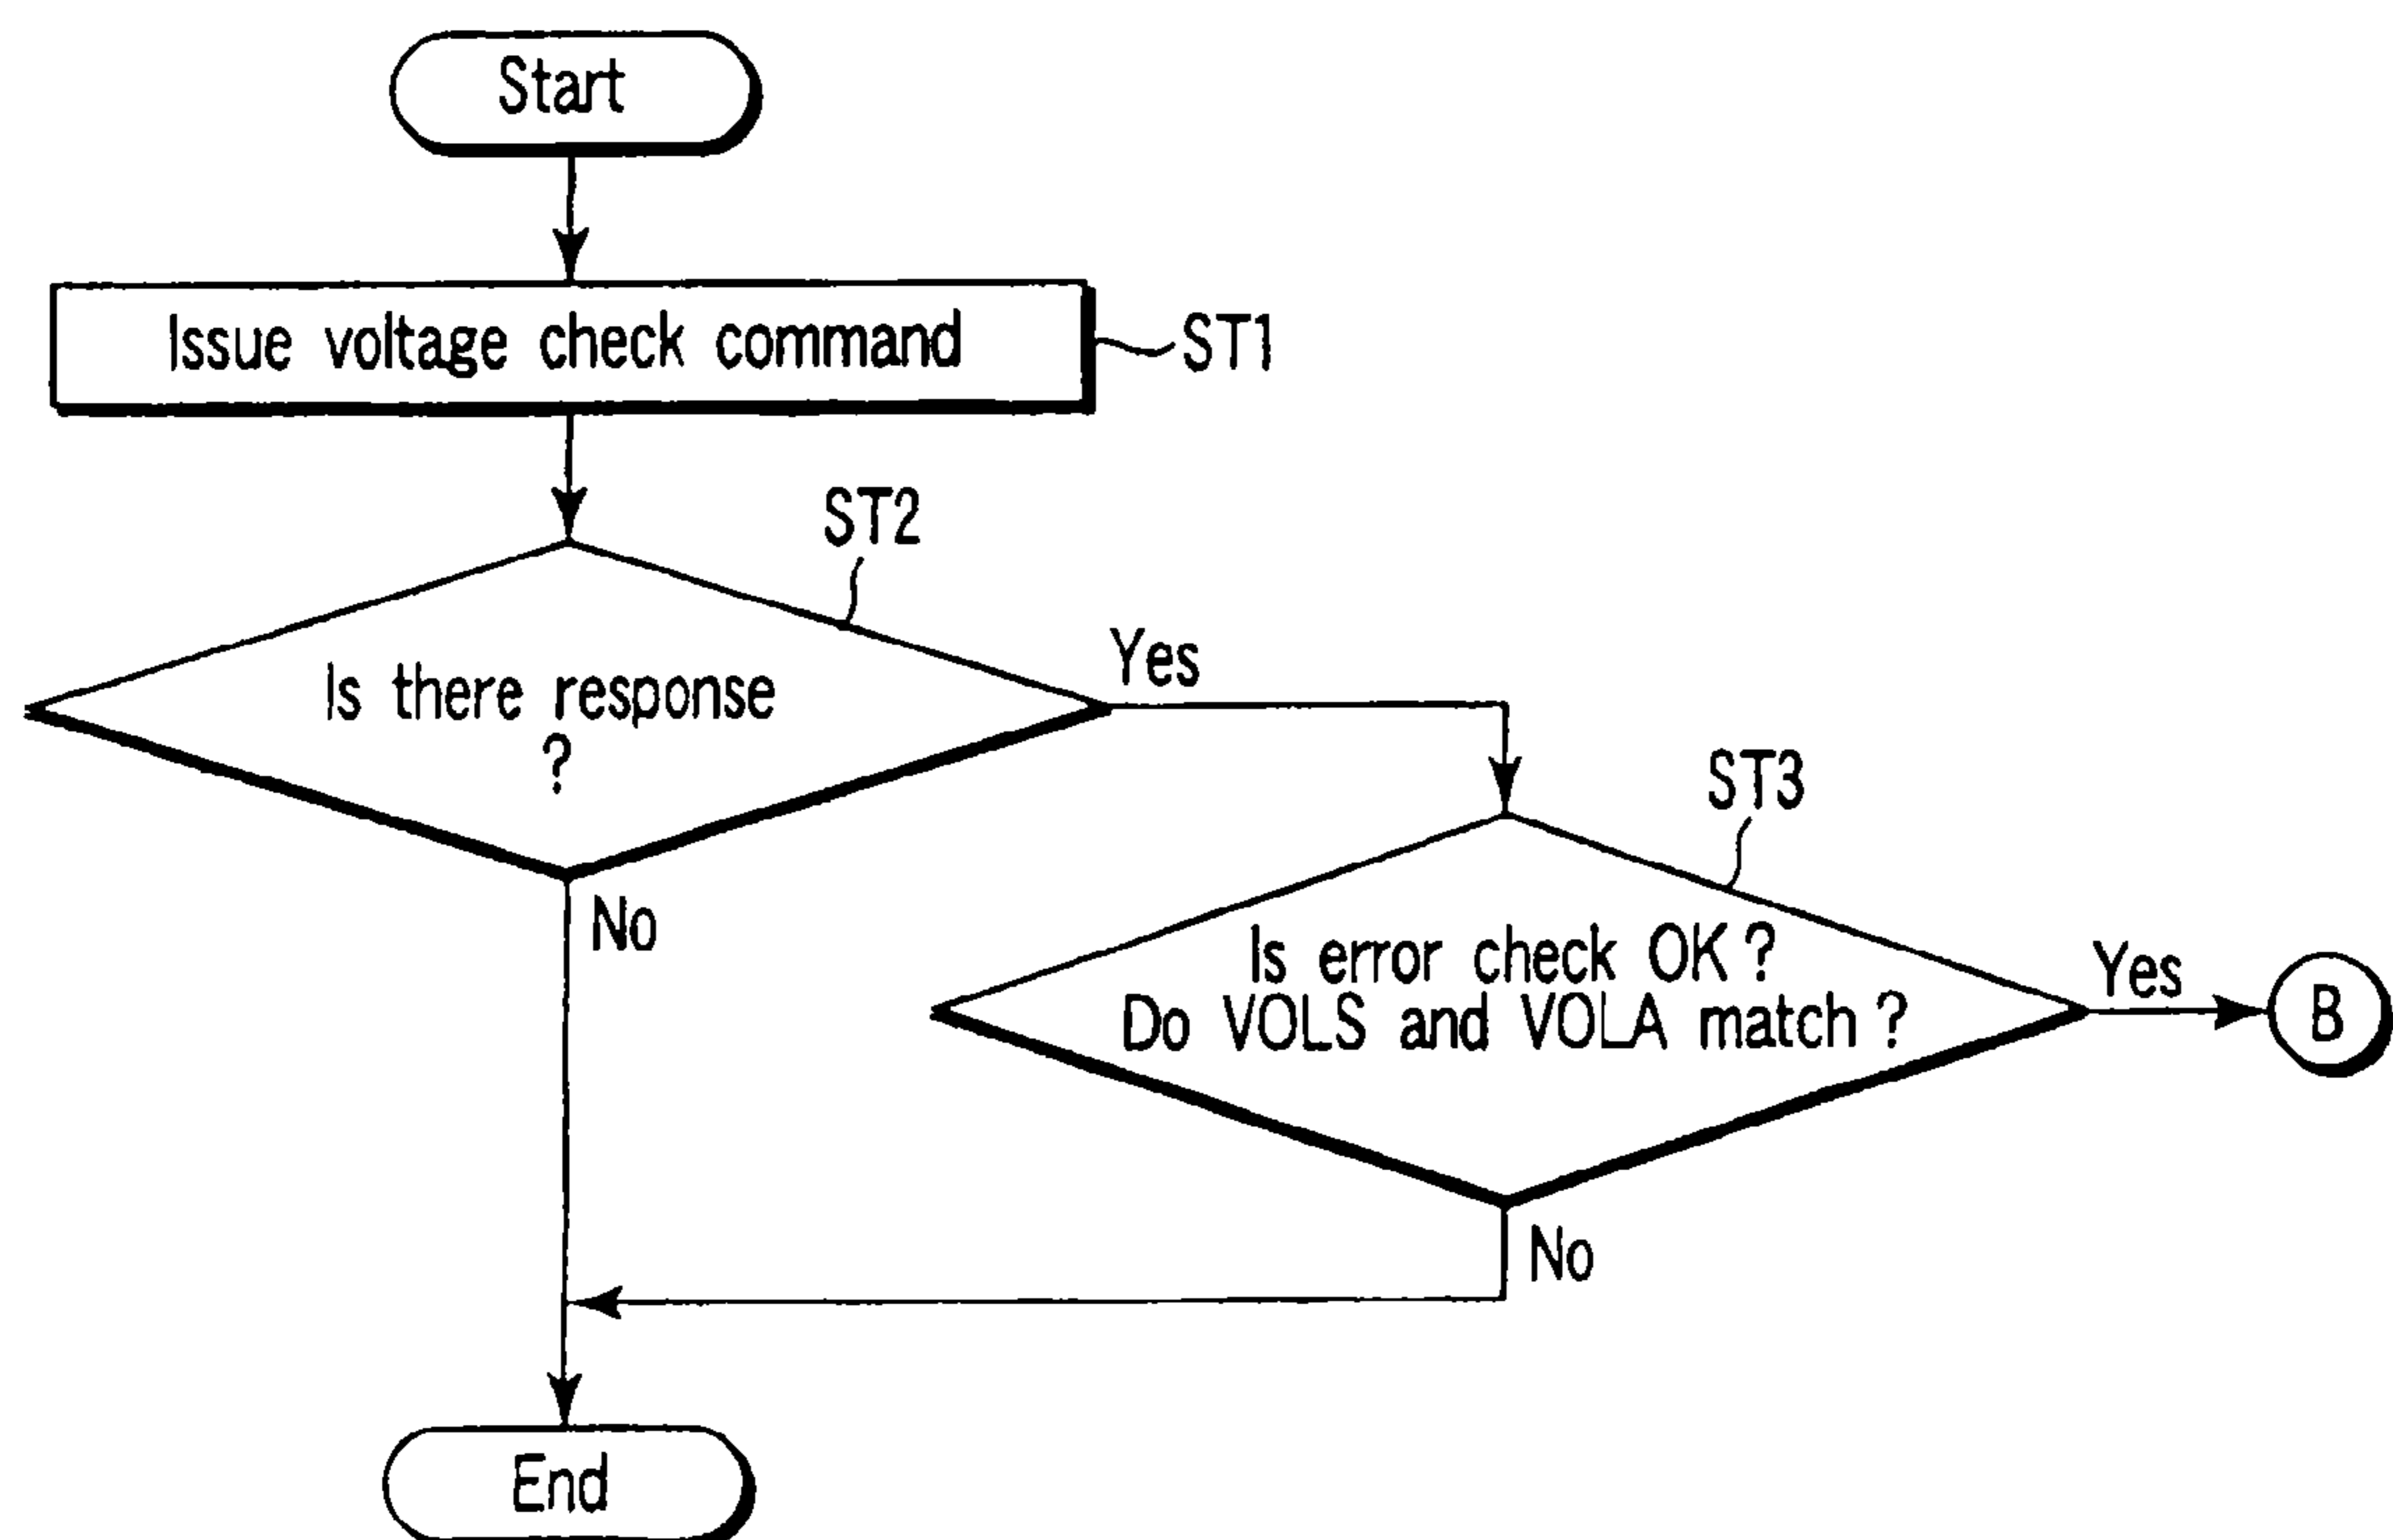 Start
Issue voltage check command
ST1
ST2
Is there response
?
Yes
No
ST3
Is error check OK ?
Do VOLS and VOLA match ?
Yes
B
No
End